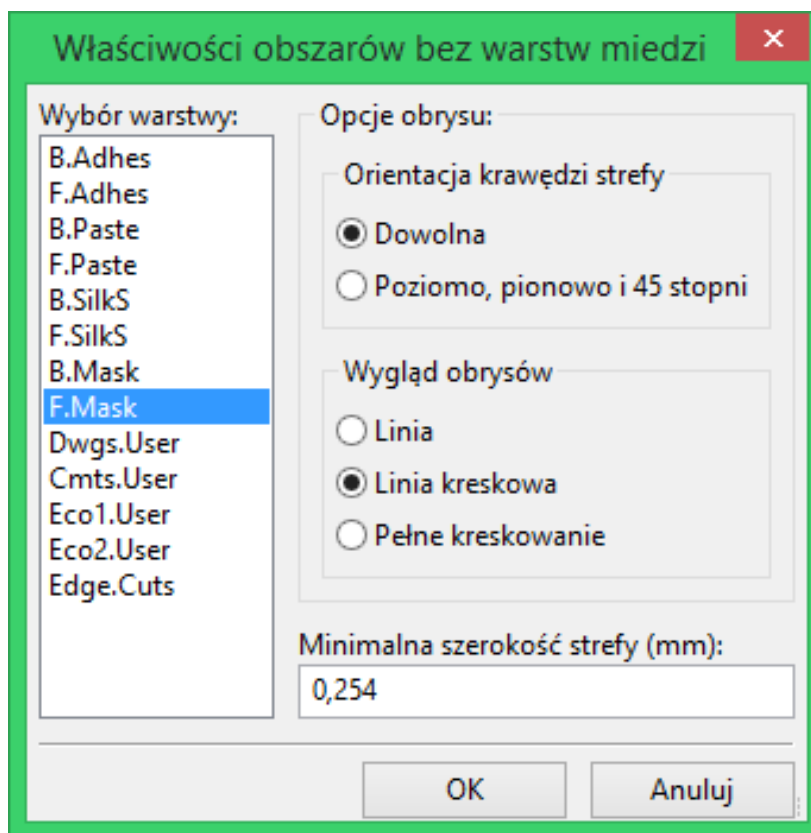 Właściwości obszarów bez warstw miedzi
Wybór warstwy:
B.Adhes
F.Adhes
B.Paste
F.Paste
B.SilkS
F.SilkS
B.Mask
F.Mask
Dwgs.User
Cmts.User
Eco1.User
Eco2.User
Edge.Cuts
Opcje obrysu:
Orientacja krawędzi strefy
Dowolna
Poziomo, pionowo i 45 stopni
Wygląd obrysów
Linia
Linia kreskowa
Pełne kreskowanie
Minimalna szerokość strefy (mm):
0,254
OK
Anuluj